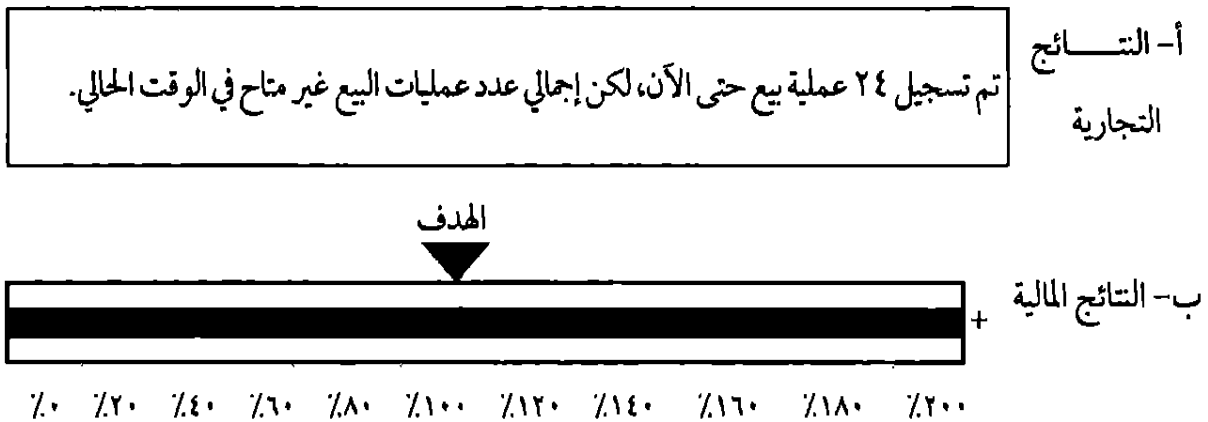 أ- النتـــــائج
التجارية
تم تسجيل ٢٤ عملية بيع حتى الآن، لكن إجمالي عدد عمليات البيع غير متاح في الوقت الحالي.
الهدف
ب- النتائج المالية
+
٪٠ ٪٢٠ ٪٤٠ ٪٦٠ ٪٨٠ ٪١٠٠ ٪١٢٠ ٪١٤٠ ٪١٦٠ ٪١٨٠ ٪٢٠٠